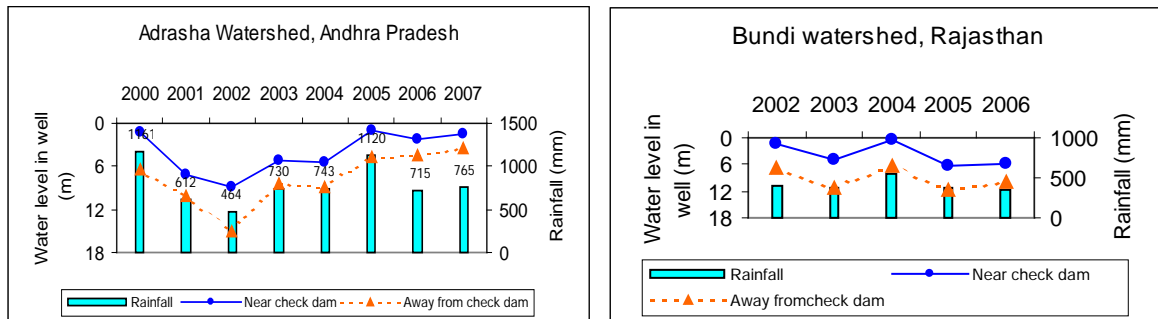 Adrasha Watershed, Andhra Pradesh
2000 2001 2002 2003 2004 2005 2006 2007
0
6
12
18
Water level in well
(m)
1161
612
464
730
743
1120
715
765
1500
1000
500
0
Rainfall (mm)
Rainfall
Near check dam
Away from check dam
Bundi watershed, Rajasthan
2002 2003 2004 2005 2006
0
6
12
18
Water level in
well (m)
1000
500
0
Rainfall (mm)
Rainfall
Near check dam
Away fromcheck dam